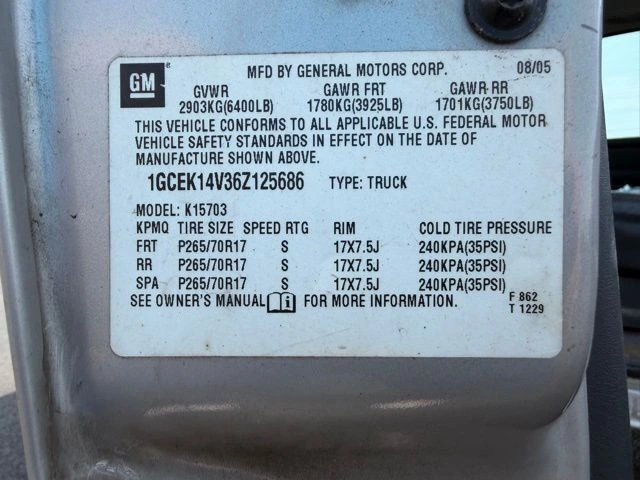 GM MFD BY GENERAL MOTORS CORP. 08/05
GVWR GAWR FRT GAWR RR
2903KG(6400LB) 1780KG(3925LB) 1701KG(3750LB)
THIS VEHICLE CONFORMS TO ALL APPLICABLE U.S. FEDERAL MOTOR
VEHICLE SAFETY STANDARDS IN EFFECT ON THE DATE OF
MANUFACTURE SHOWN ABOVE.
1GCEK14V36Z125686 TYPE: TRUCK
MODEL: K15703
KPMQ TIRE SIZE SPEED RTG RIM COLD TIRE PRESSURE
FRT P265/70R17 S 17X7.5J 240KPA(35PSI)
RR P265/70R17 S 17X7.5J 240KPA(35PSI)
SPA P265/70R17 S 17X7.5J 240KPA(35PSI)
SEE OWNER'S MANUAL FOR MORE INFORMATION. F 862
T 1229